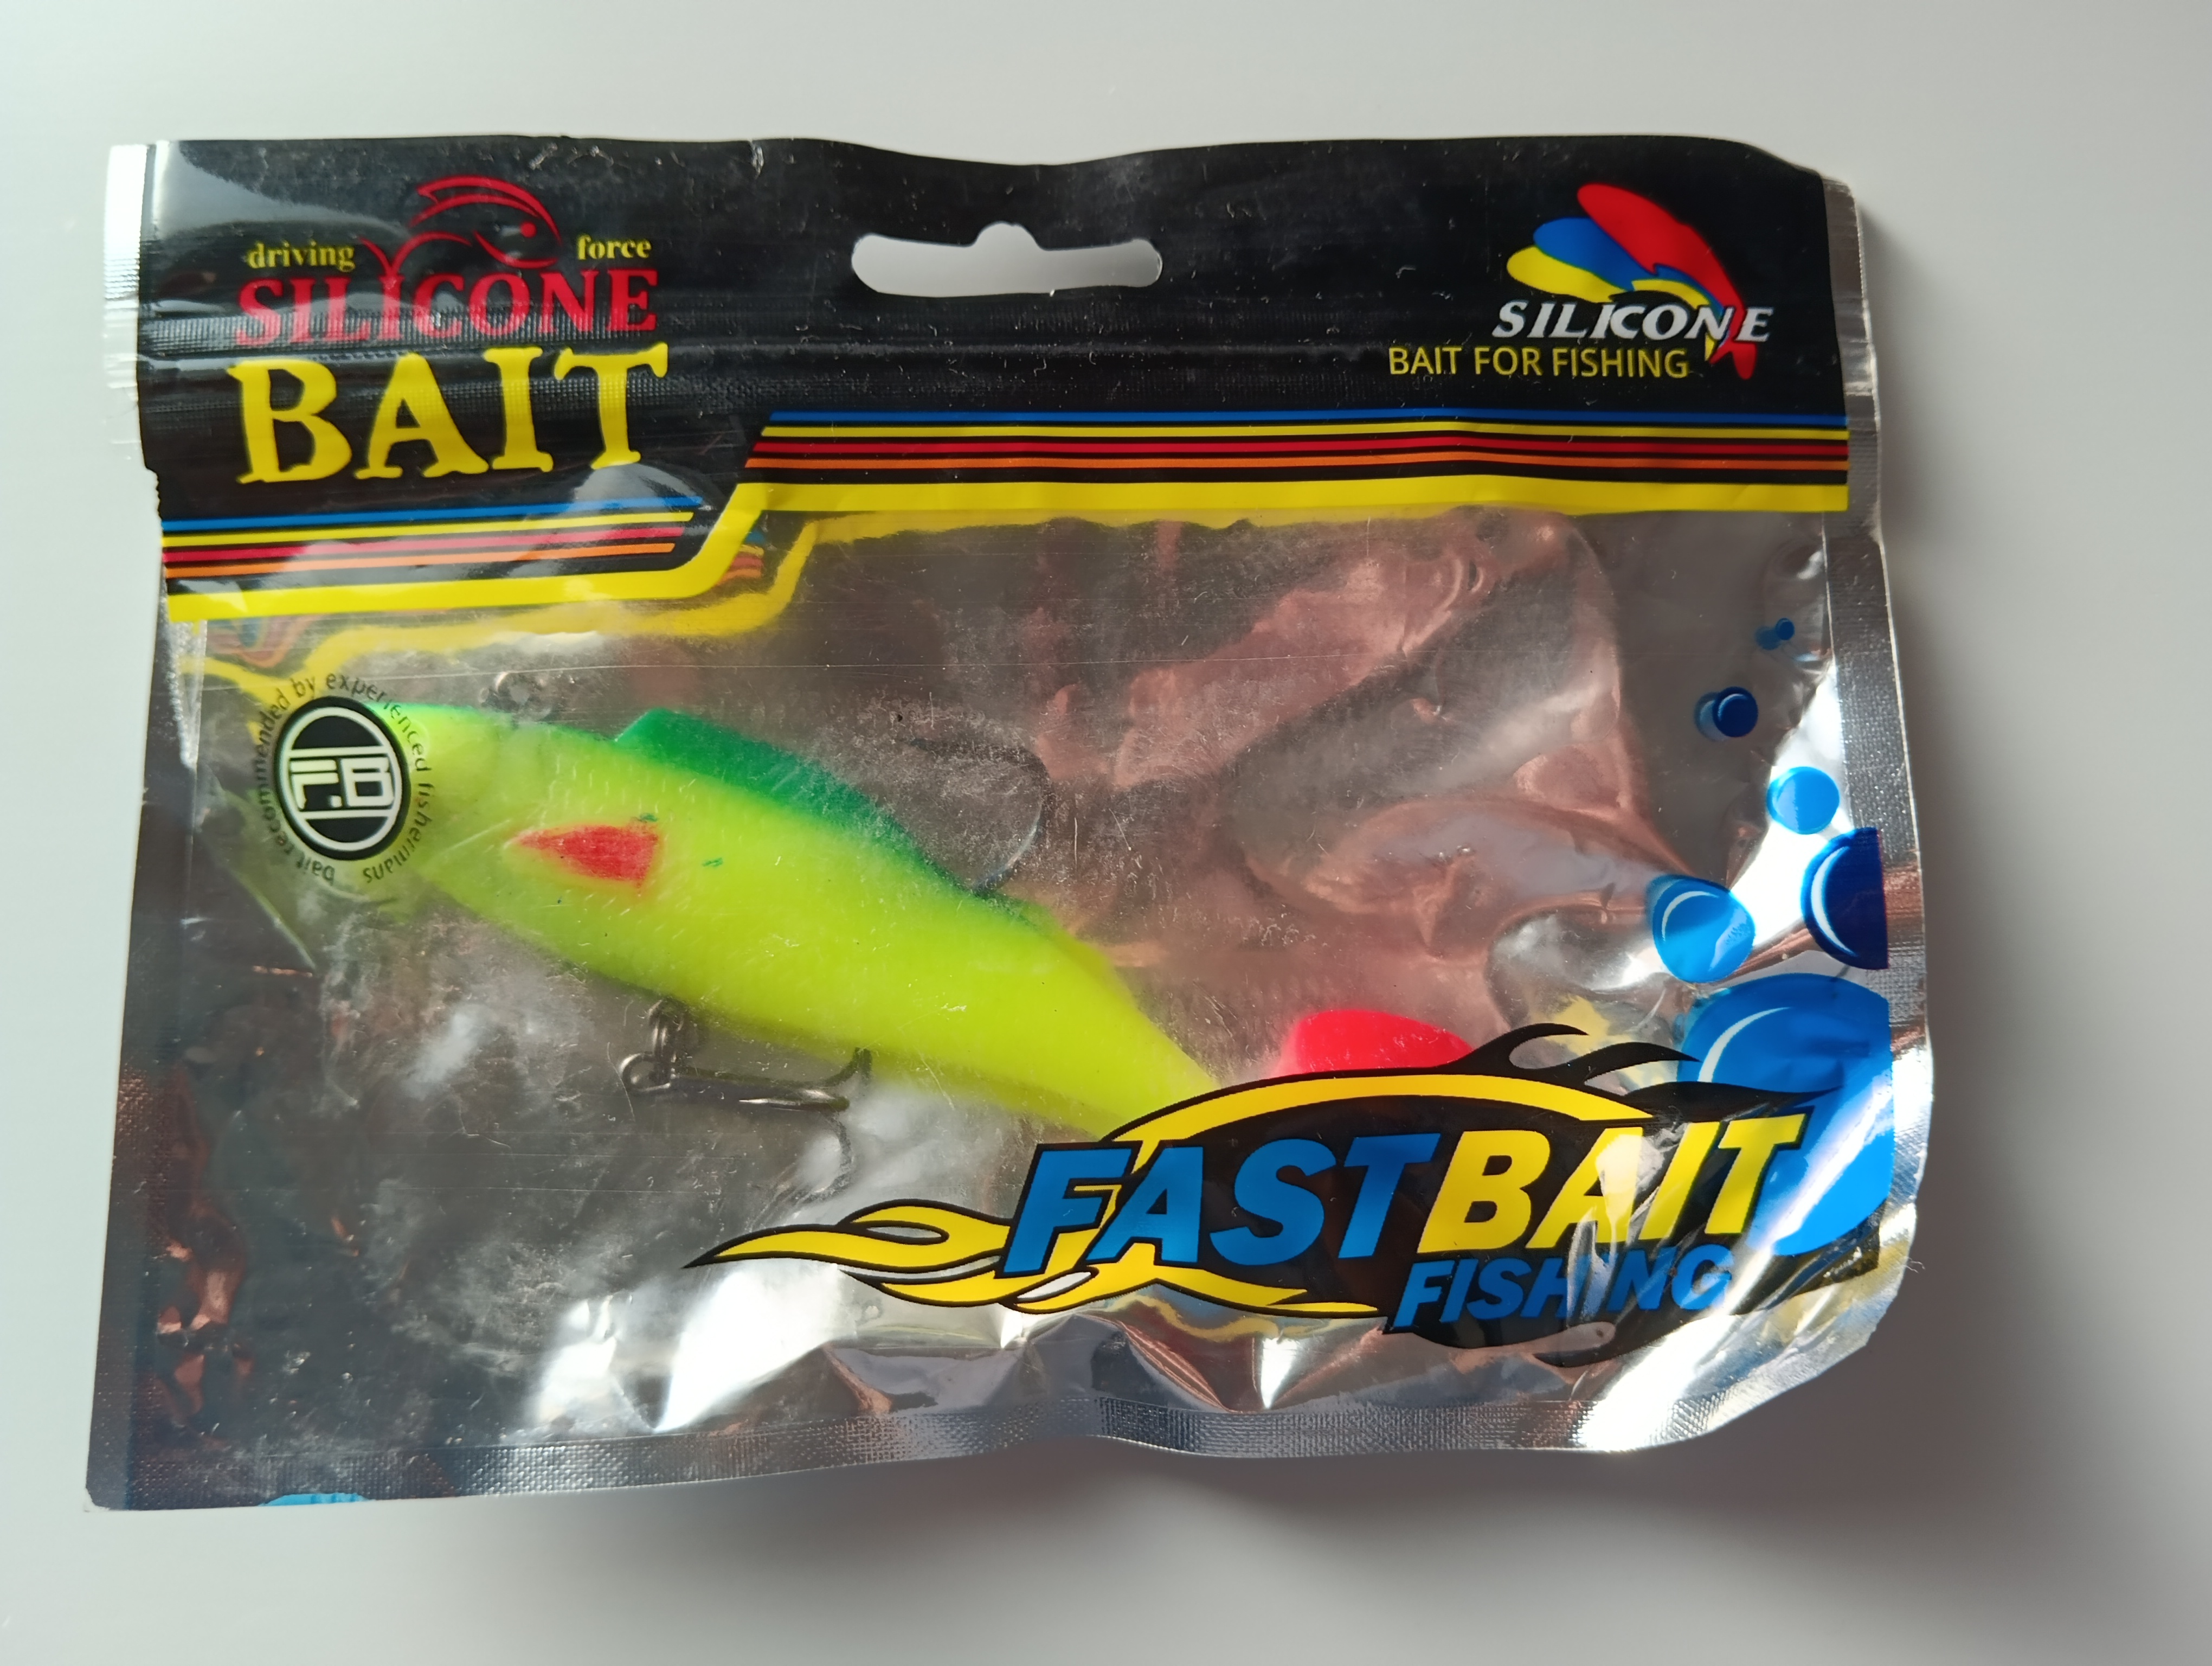 driving force
SILICONE
BAIT
SILICONE
BAIT FOR FISHING
bait recommended by experienced fishermans
F.B
FASTBAIT
FISHING